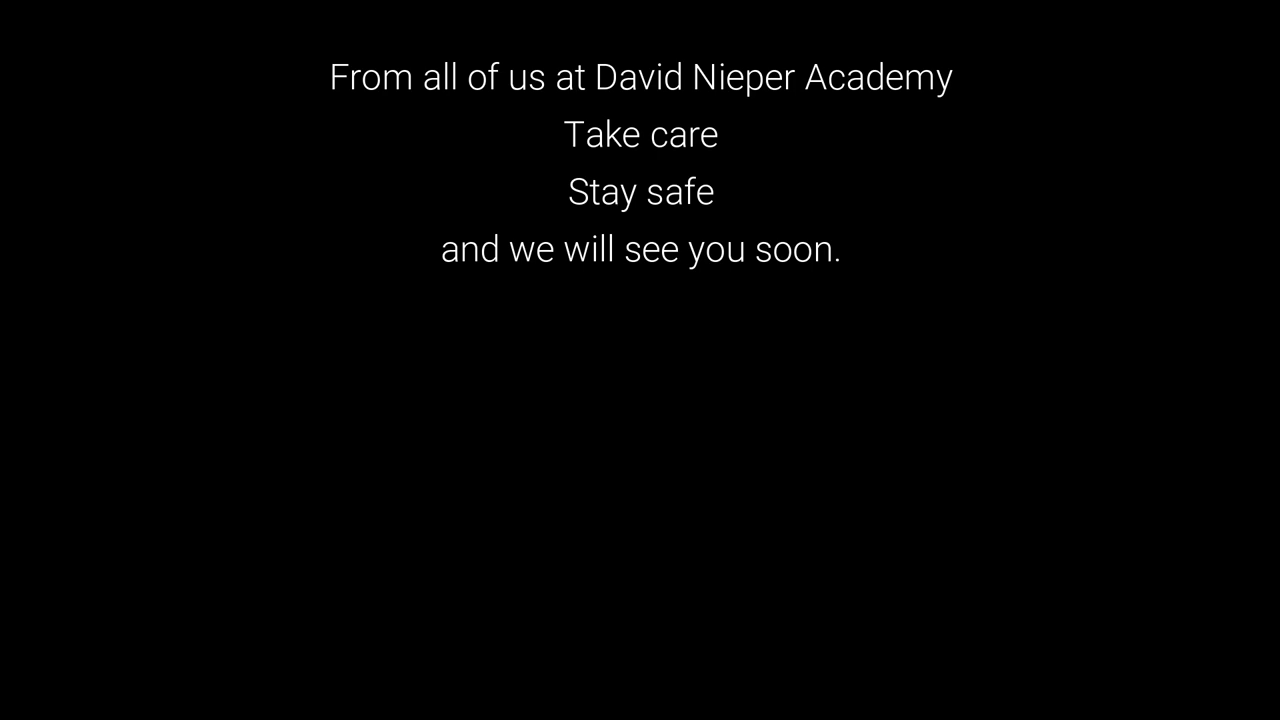 From all of us at David Nieper Academy
Take care
Stay safe
and we will see you soon.